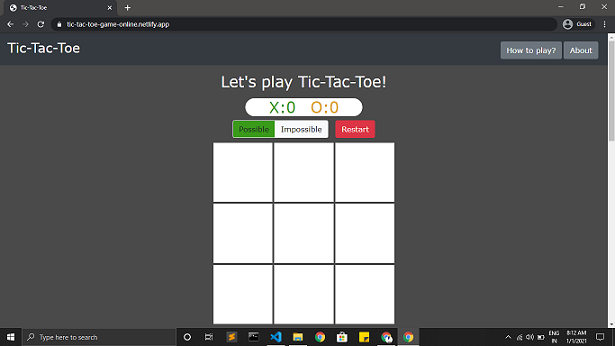 Tic-Tac-Toe
tic-tac-toe-game-online.netlify.app
Guest
Tic-Tac-Toe
How to play?
About
Let's play Tic-Tac-Toe!
X:0 O:0
Possible Impossible Restart
Type here to search
ENG
IN
8:12 AM
1/1/2021